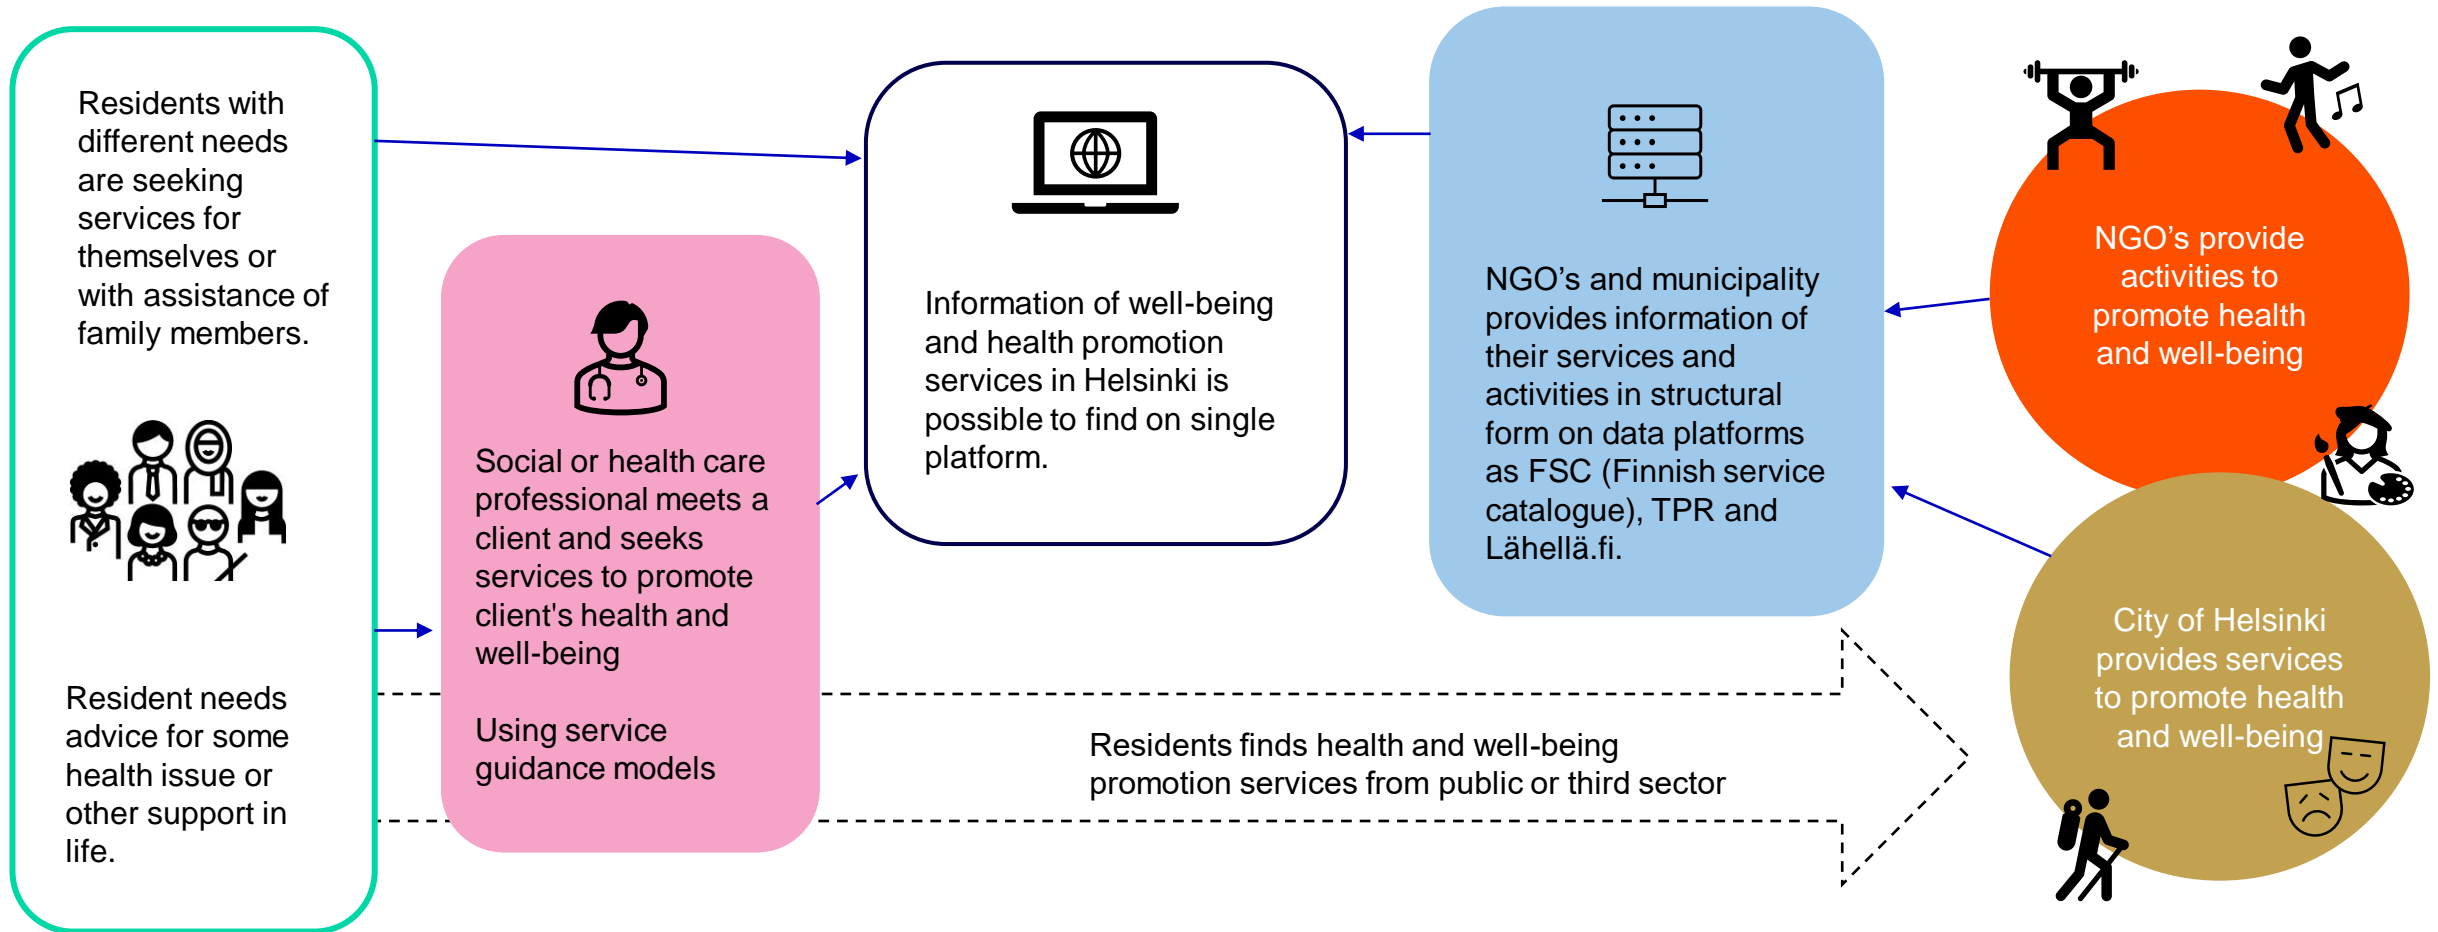 Residents with
different needs
are seeking
services for
themselves or
with assistance of
family members.
Resident needs
advice for some
health issue or
other support in
life.
Social or health care
professional meets a
client and seeks
services to promote
client's health and
well-being
Using service
guidance models
Information of well-being
and health promotion
services in Helsinki is
possible to find on single
platform.
NGO’s and municipality
provides information of
their services and
activities in structural
form on data platforms
as FSC (Finnish service
catalogue), TPR and
Lähellä.fi.
NGO’s provide
activities to
promote health
and well-being
City of Helsinki
provides services
to promote health
and well-being
Residents finds health and well-being
promotion services from public or third sector